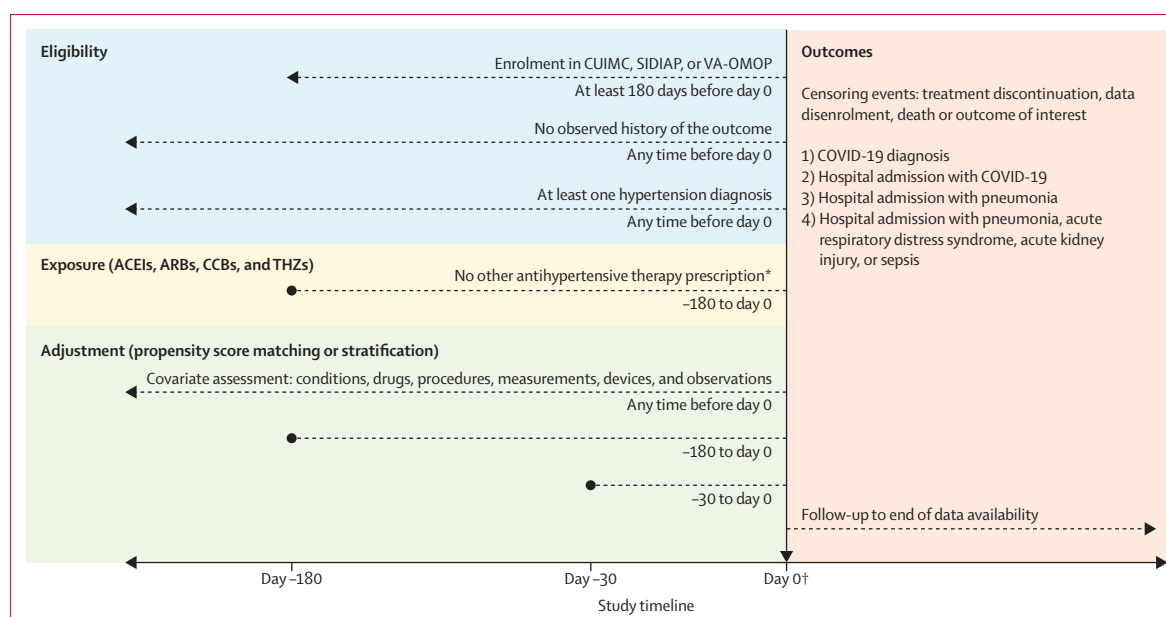 Eligibility
Enrolment in CUIMC, SIDIAP, or VA-OMOP
At least 180 days before day 0
No observed history of the outcome
Any time before day 0
At least one hypertension diagnosis
Any time before day 0
Exposure (ACEIs, ARBs, CCBs, and THZs)
No other antihypertensive therapy prescription*
–180 to day 0
Adjustment (propensity score matching or stratification)
Covariate assessment: conditions, drugs, procedures, measurements, devices, and observations
Any time before day 0
–180 to day 0
–30 to day 0
Outcomes
Censoring events: treatment discontinuation, data
disenrolment, death or outcome of interest
1) COVID-19 diagnosis
2) Hospital admission with COVID-19
3) Hospital admission with pneumonia
4) Hospital admission with pneumonia, acute
respiratory distress syndrome, acute kidney
injury, or sepsis
Follow-up to end of data availability
Day –180
Day –30
Day 0†
Study timeline